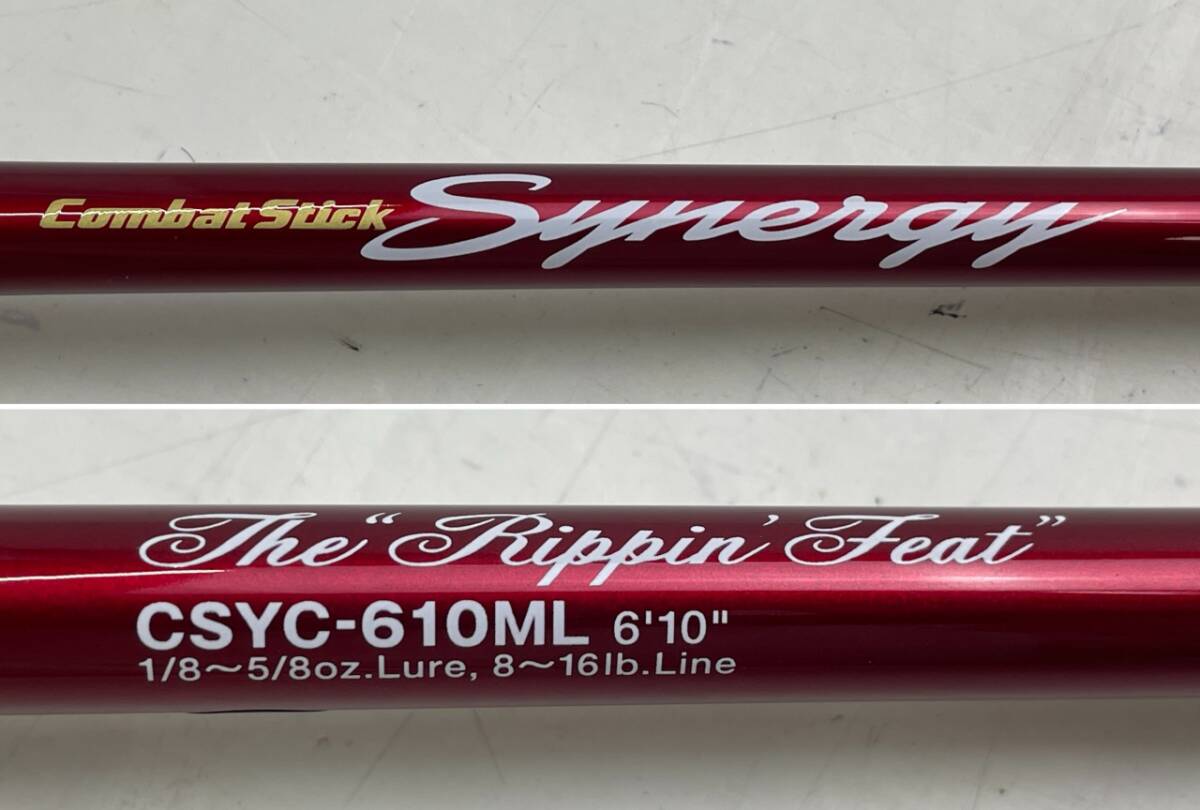 Combat Stick Synergy
The “Rippin’ Feat”
CSYC-610ML 6'10"
1/8～5/8oz.Lure, 8～16lb.Line